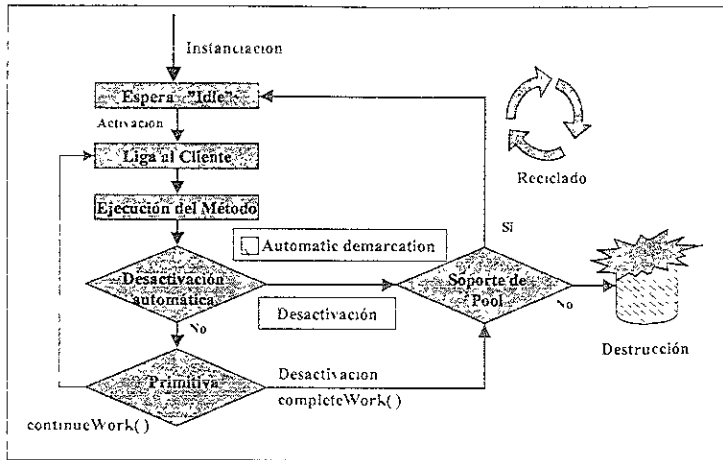 Instanciacion
Espera "Idle"
Activacion
Liga al Cliente
Reciclado
Ejecución del Método
Si
Automatic demarcation
Desactivación
automática
Soporte de
Pool
Desactivación
No
No
Destrucción
Primitiva
Desactivacion
completeWork()
continueWork()